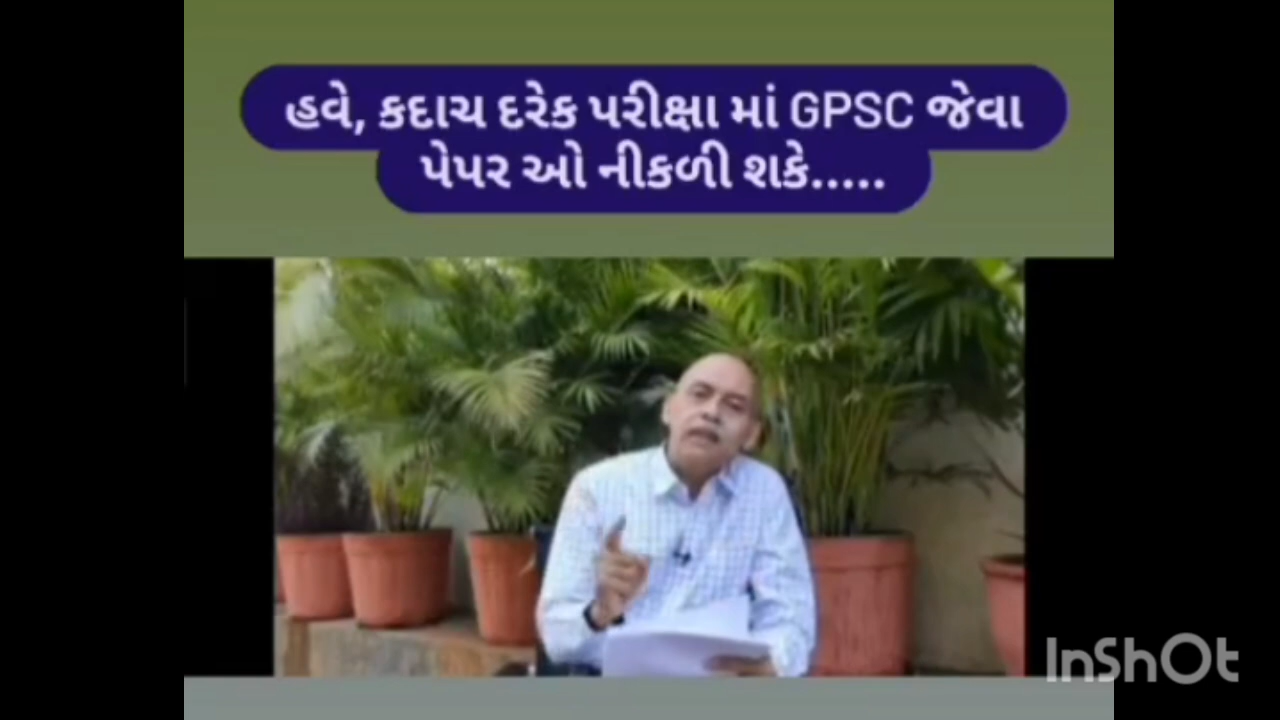 હવે, કદાચ દરેક પરીક્ષા માં GPSC જેવા
પેપર ઓ નીકળી શકે.....
InShOt